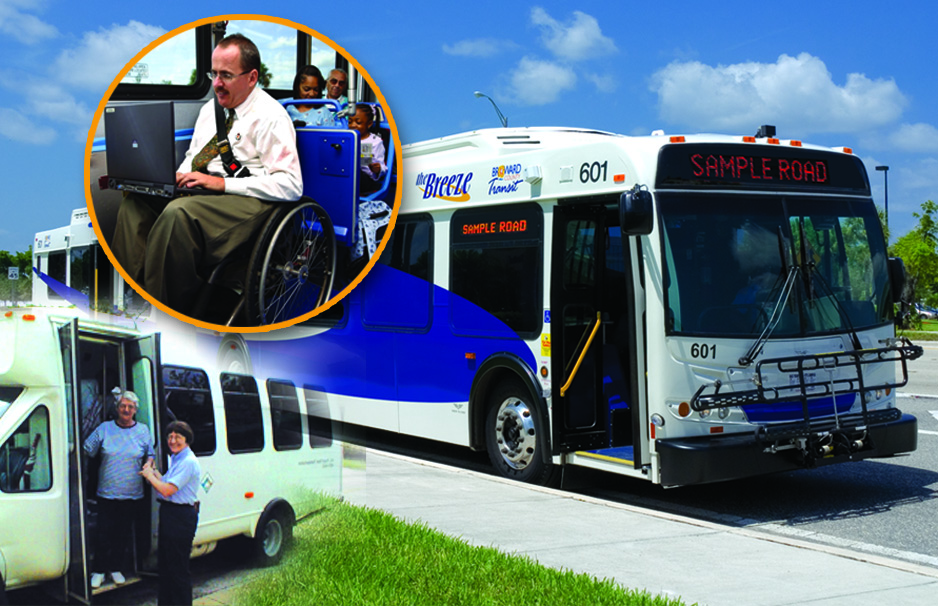 the Breeze
BROWARD
Transit
601
SAMPLE ROAD
SAMPLE ROAD
601